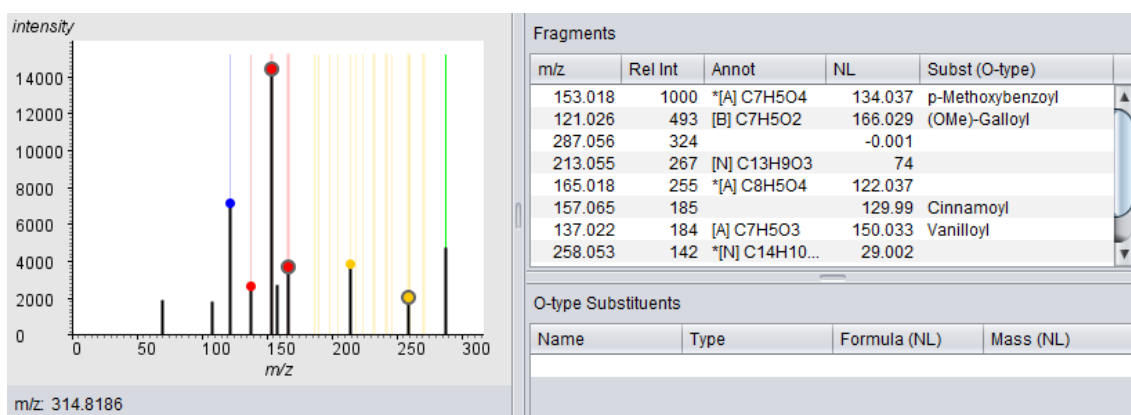 intensity
14000
12000
10000
8000
6000
4000
2000
0
0 50 100 150 200 250 300
m/z
m/z: 314.8186
Fragments
m/z Rel Int Annot NL Subst (O-type)
153.018 1000 *[A] C7H5O4 134.037 p-Methoxybenzoyl
121.026 493 [B] C7H5O2 166.029 (OMe)-Galloyl
287.056 324 -0.001
213.055 267 [N] C13H9O3 74
165.018 255 *[A] C8H5O4 122.037
157.065 185 129.99 Cinnamoyl
137.022 184 [A] C7H5O3 150.033 Vanilloyl
258.053 142 *[N] C14H10... 29.002
O-type Substituents
Name Type Formula (NL) Mass (NL)